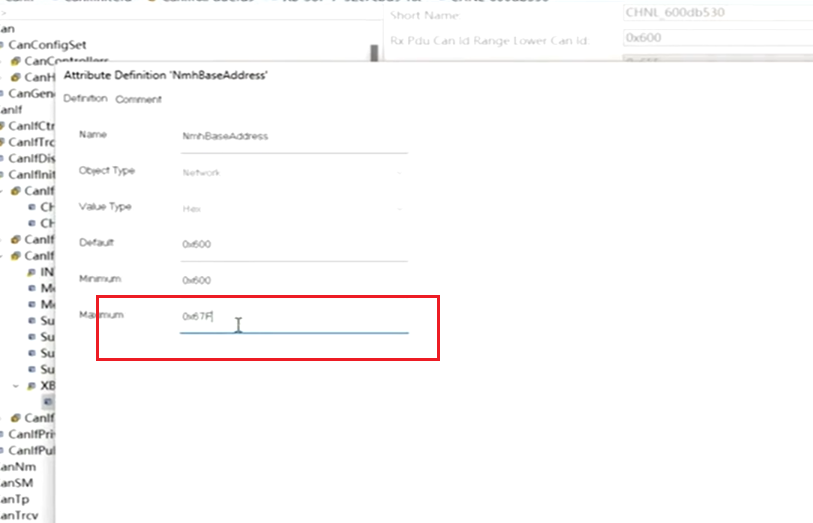 Short Name:
CHNL_600db530
Rx Pdu Can Id Range Lower Can Id:
0x600
an
CanConfigSet
CanControllers
CanH
CanGen
anIf
CanIfCtr
CanIfTrc
CanIfDis
CanIfInit
CanIf
CH
CH
CanIf
CanIf
IN
Me
Me
Su
Su
Su
Su
XB
CanIf
CanIfPri
CanIfPul
anNm
anSM
anTp
anTrcv
Attribute Definition 'NmhBaseAddress'
Definition Comment
Name
NmhBaseAddress
Object Type
Network
Value Type
Hex
Default
0x600
Minimum
0x600
Maximum
0x67F